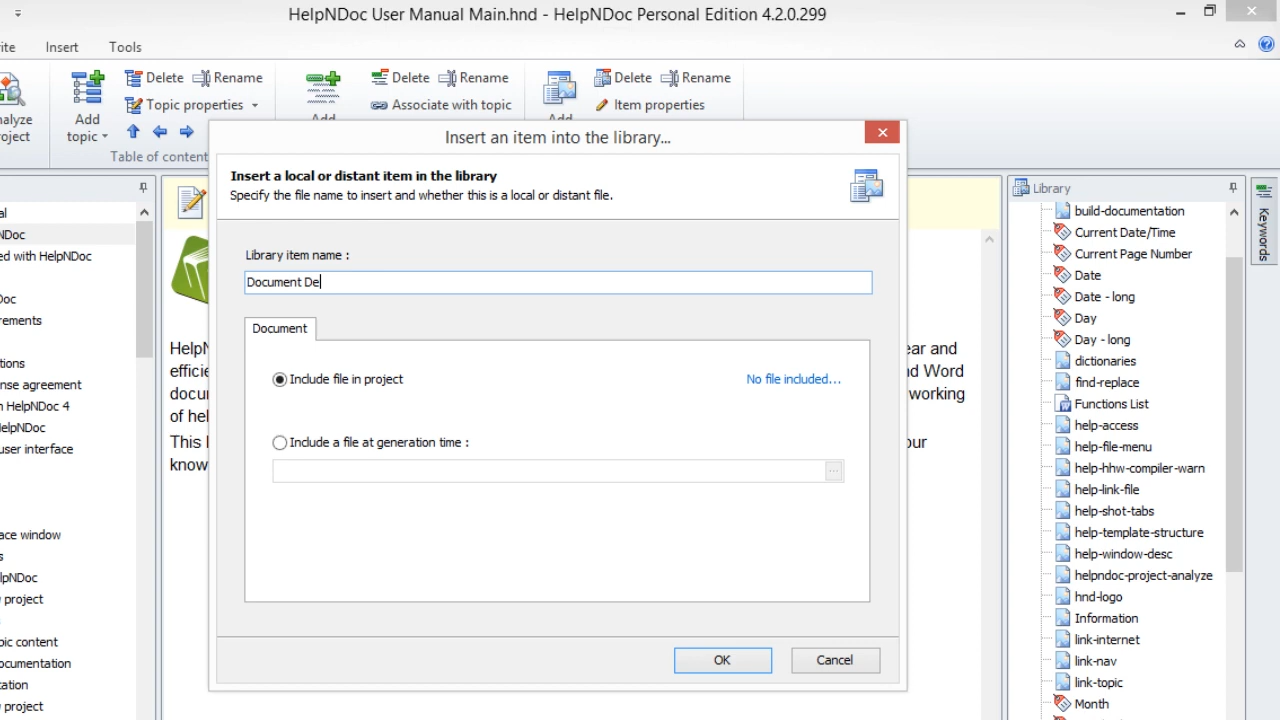 HelpNDoc User Manual Main.hnd - HelpNDoc Personal Edition 4.2.0.299
ite Insert Tools
Delete Rename Delete Rename Delete Rename
nalyze Add Topic properties Add Associate with topic Add Item properties
oject topic
Table of content
Insert an item into the library...
Insert a local or distant item in the library
Specify the file name to insert and whether this is a local or distant file.
Library item name :
Document De
Document
Include file in project No file included...
Include a file at generation time :
...
OK Cancel
al
NDoc
ed with HelpNDoc
Doc
rements
tions
nse agreement
n HelpNDoc 4
HelpNDoc
user interface
ace window
s
lpNDoc
project
pic content
ocumentation
tation
project
HelpN ear and
efficie nd Word
docur working
of hel
This l our
know
Library
build-documentation
Current Date/Time
Current Page Number
Date
Date - long
Day
Day - long
dictionaries
find-replace
Functions List
help-access
help-file-menu
help-hhw-compiler-warn
help-link-file
help-shot-tabs
help-template-structure
help-window-desc
helpndoc-project-analyze
hnd-logo
Information
link-internet
link-nav
link-topic
Month
Keywords